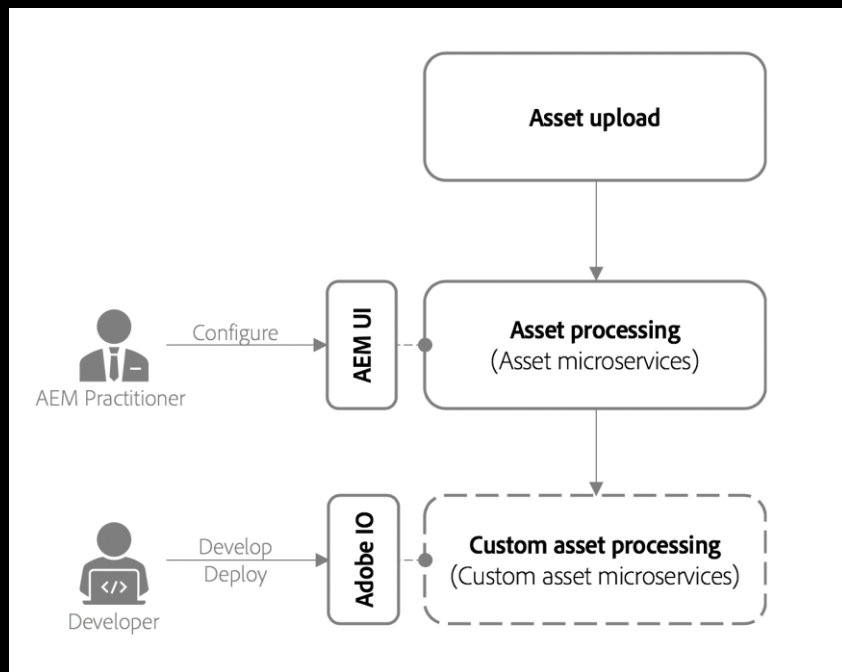 Asset upload
Configure
AEM UI
Asset processing
(Asset microservices)
AEM Practitioner
Develop
Deploy
Adobe IO
Custom asset processing
(Custom asset microservices)
</>
Developer